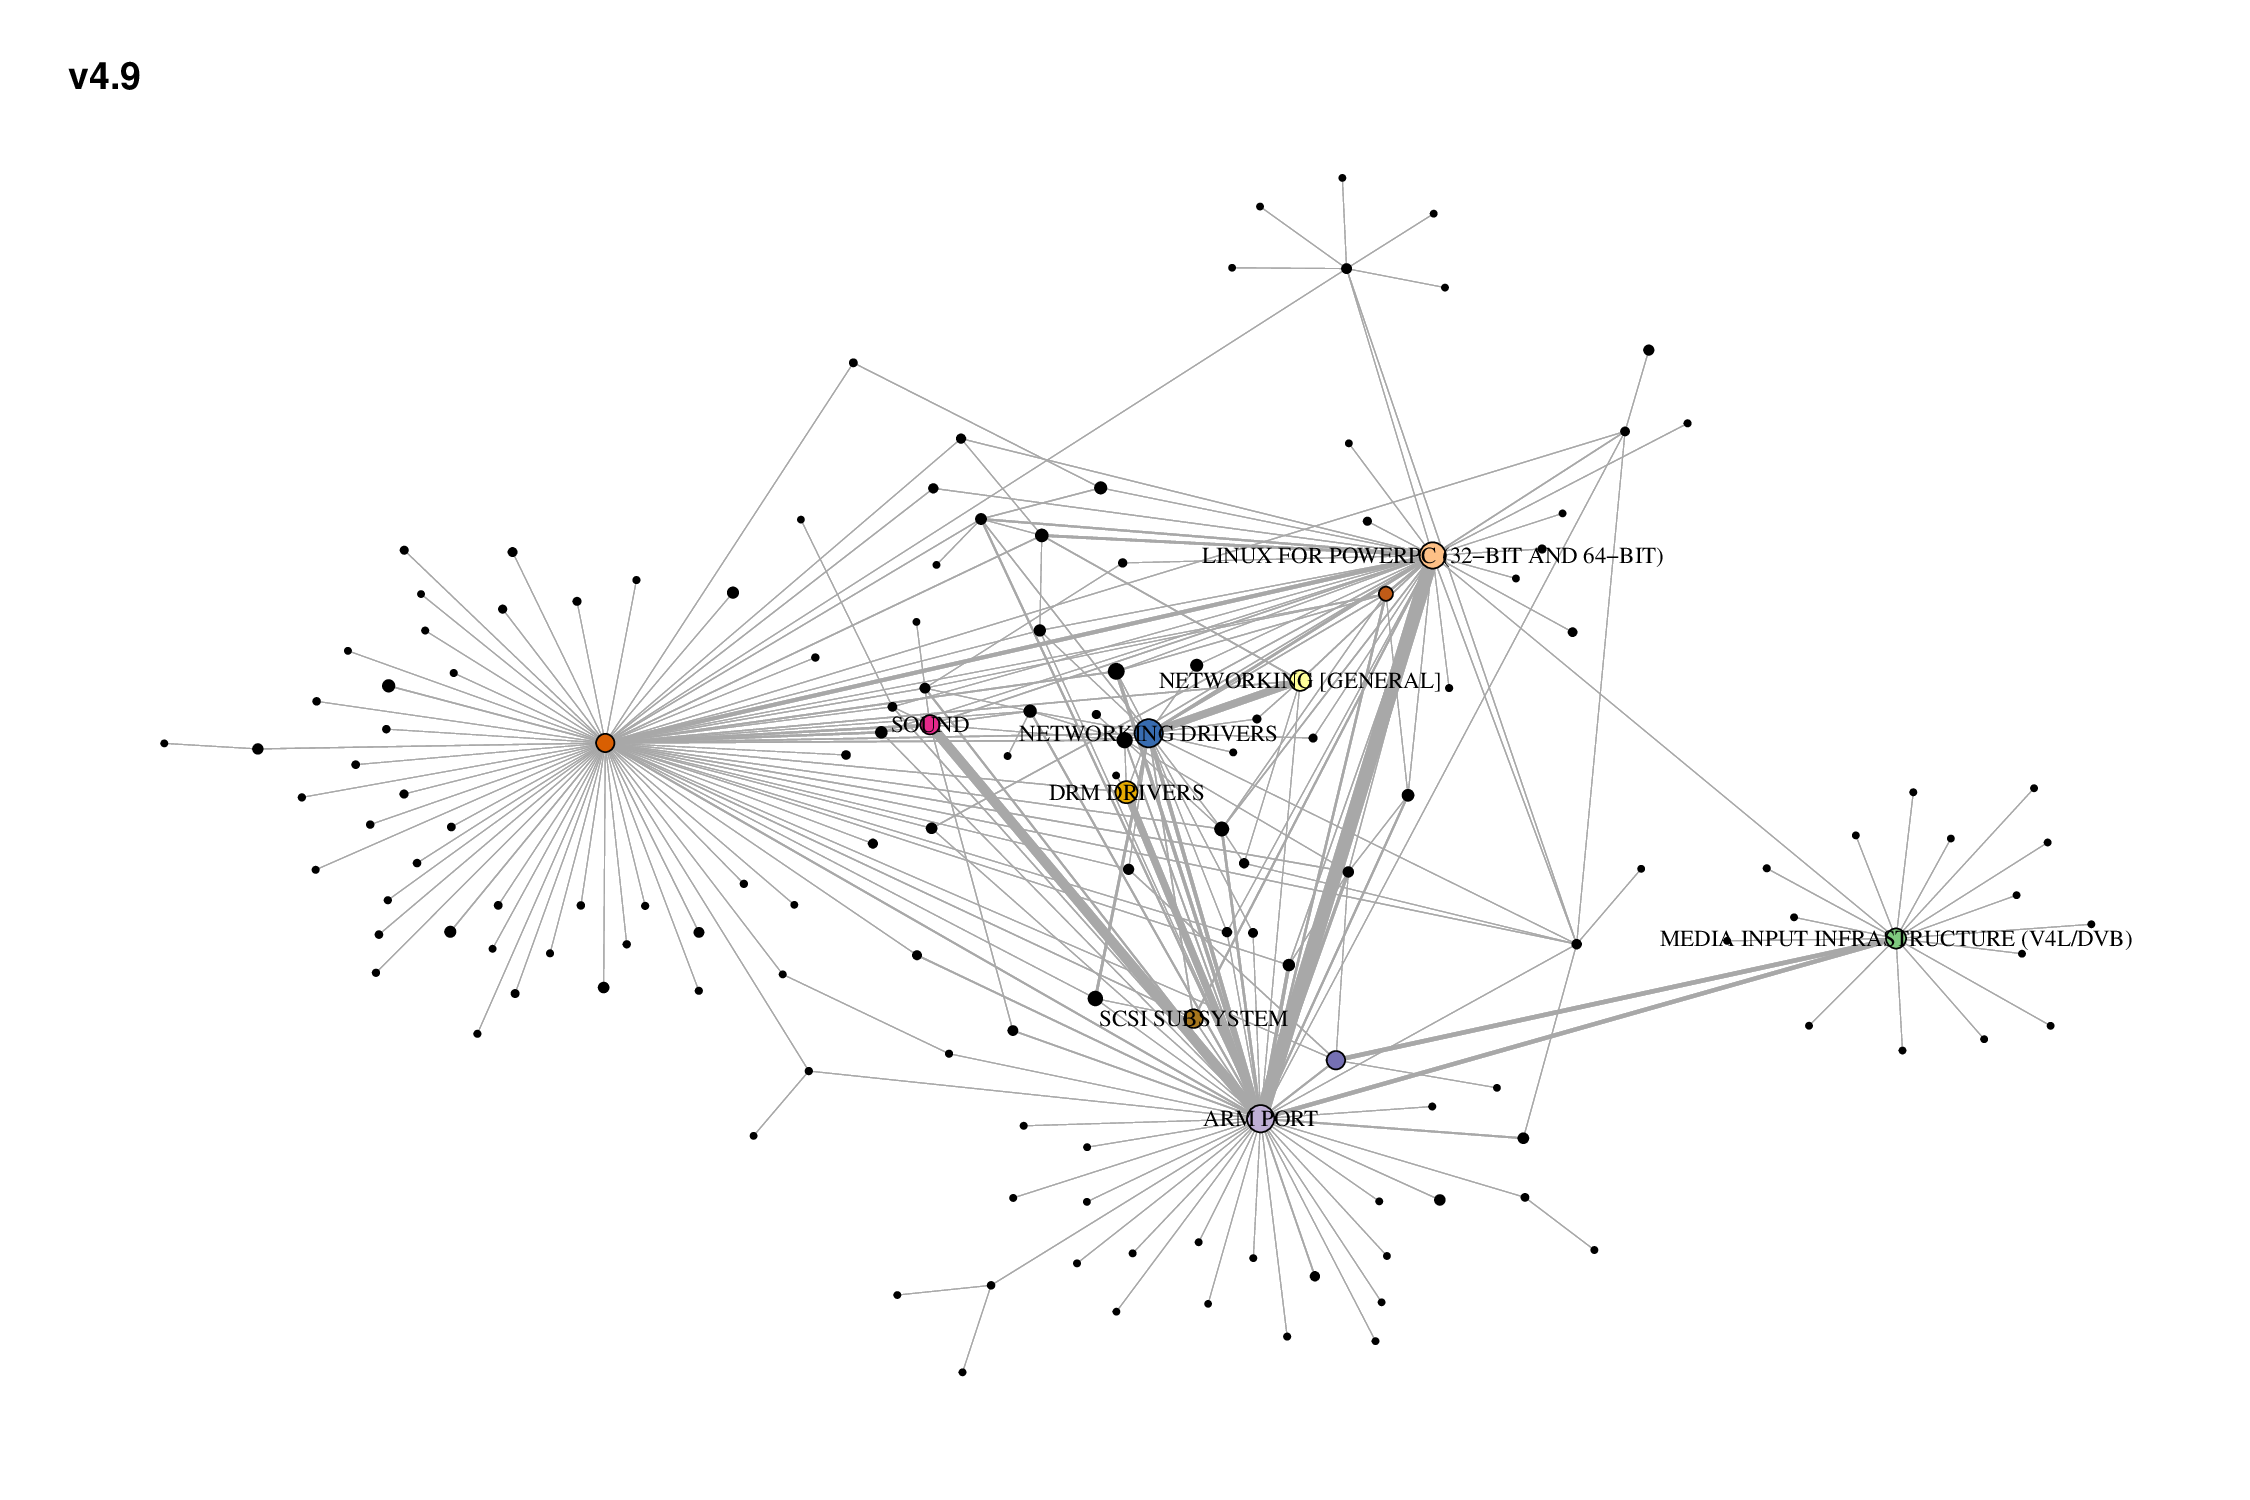 v4.9
LINUX FOR POWERPC (32−BIT AND 64−BIT)
NETWORKING [GENERAL]
SOUND
NETWORKING DRIVERS
DRM DRIVERS
MEDIA INPUT INFRASTRUCTURE (V4L/DVB)
SCSI SUBSYSTEM
ARM PORT